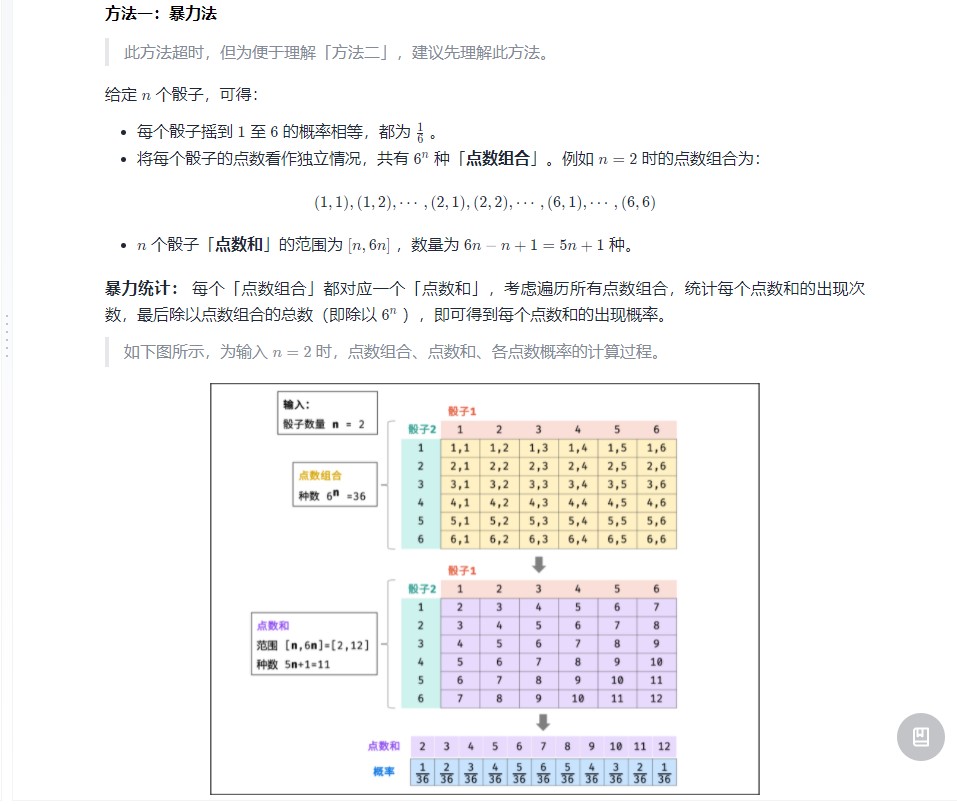 方法一：暴力法
此方法超时，但为便于理解「方法二」，建议先理解此方法。
给定 n 个骰子，可得：
• 每个骰子摇到 1 至 6 的概率相等，都为 1/6 。
• 将每个骰子的点数看作独立情况，共有 6ⁿ 种「点数组合」。例如 n = 2 时的点数组合为：
(1, 1), (1, 2), ⋯ , (2, 1), (2, 2), ⋯ , (6, 1), ⋯ , (6, 6)
• n 个骰子「点数和」的范围为 [n, 6n] ，数量为 6n − n + 1 = 5n + 1 种。
暴力统计： 每个「点数组合」都对应一个「点数和」，考虑遍历所有点数组合，统计每个点数和的出现次
数，最后除以点数组合的总数（即除以 6ⁿ ），即可得到每个点数和的出现概率。
如下图所示，为输入 n = 2 时，点数组合、点数和、各点数概率的计算过程。
输入：
骰子数量 n = 2
骰子1
骰子2 1 2 3 4 5 6
1 1,1 1,2 1,3 1,4 1,5 1,6
2 2,1 2,2 2,3 2,4 2,5 2,6
3 3,1 3,2 3,3 3,4 3,5 3,6
4 4,1 4,2 4,3 4,4 4,5 4,6
5 5,1 5,2 5,3 5,4 5,5 5,6
6 6,1 6,2 6,3 6,4 6,5 6,6
点数组合
种数 6ⁿ =36
骰子1
骰子2 1 2 3 4 5 6
1 2 3 4 5 6 7
2 3 4 5 6 7 8
3 4 5 6 7 8 9
4 5 6 7 8 9 10
5 6 7 8 9 10 11
6 7 8 9 10 11 12
点数和
范围 [n,6n]=[2,12]
种数 5n+1=11
点数和 2 3 4 5 6 7 8 9 10 11 12
概率 1/36 2/36 3/36 4/36 5/36 6/36 5/36 4/36 3/36 2/36 1/36